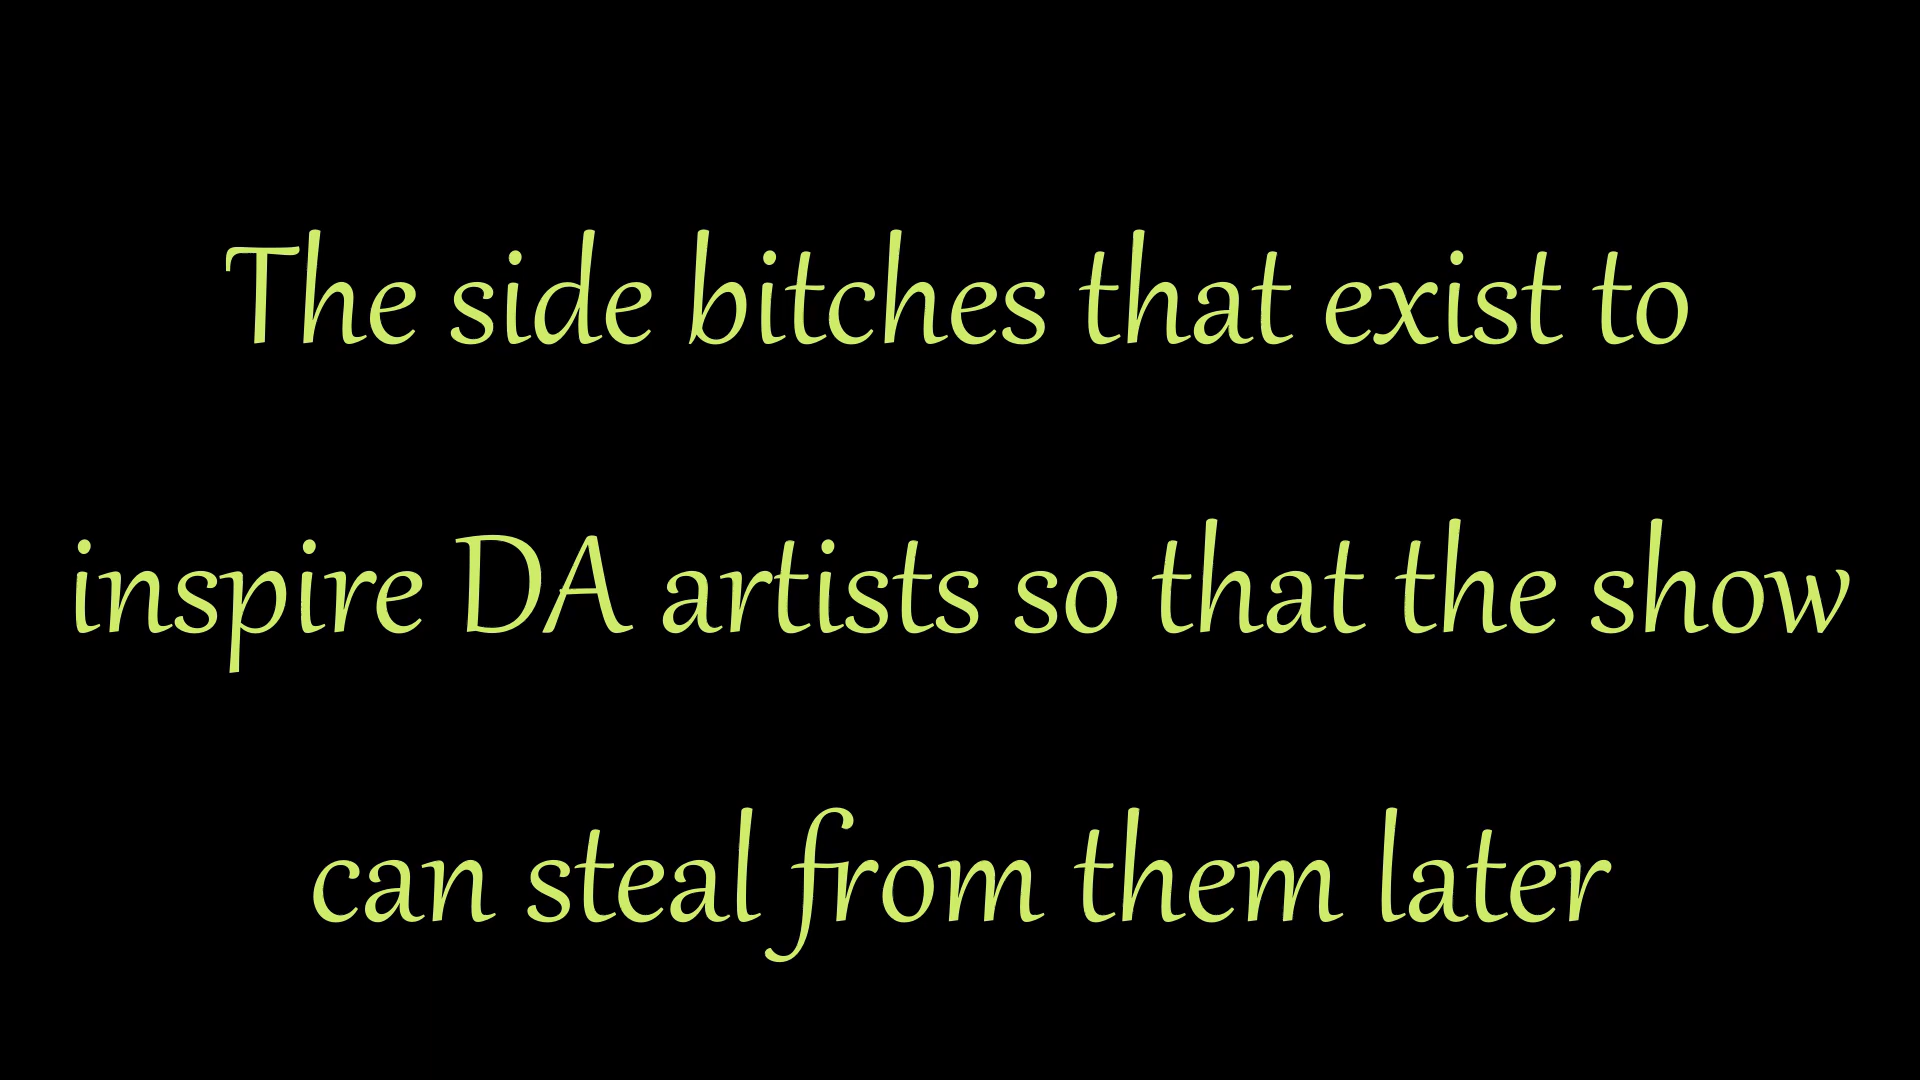 The side bitches that exist to
inspire DA artists so that the show
can steal from them later